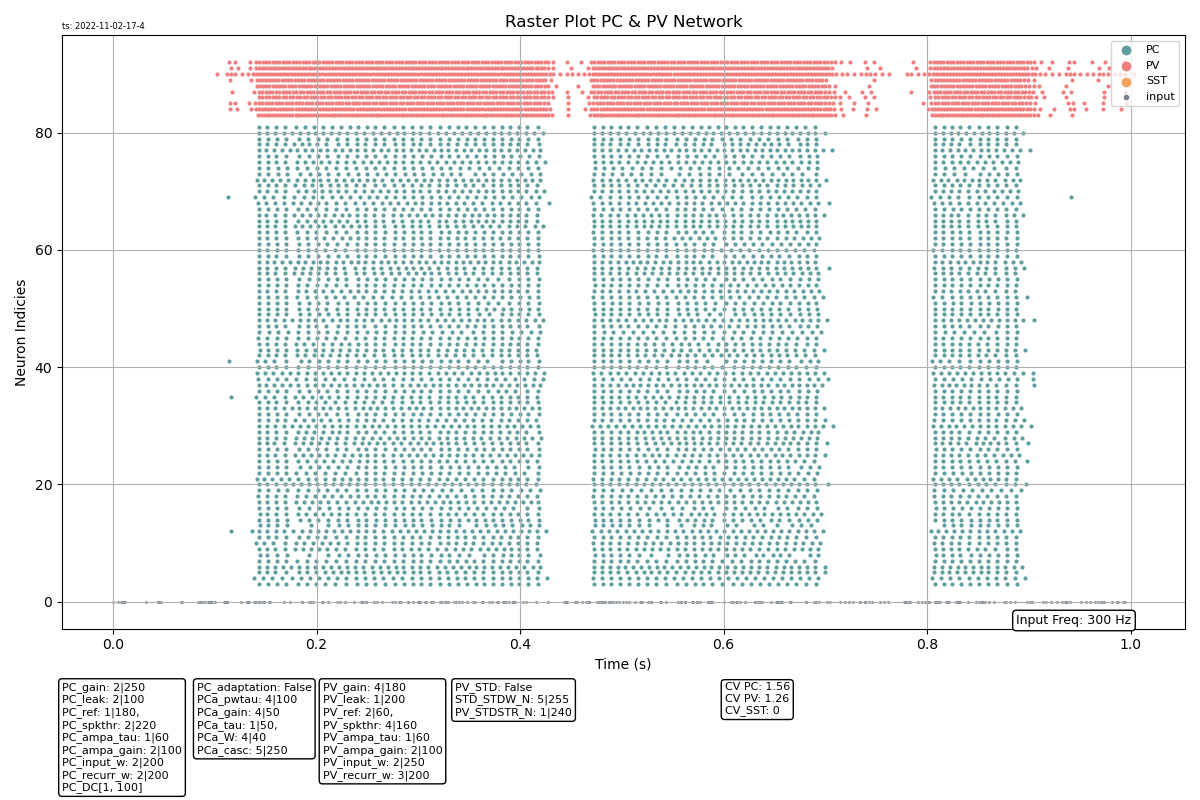 ts: 2022-11-02-17-4
Raster Plot PC & PV Network
PC
PV
SST
input
Neuron Indicies
80
60
40
20
0
Input Freq: 300 Hz
0.0 0.2 0.4 0.6 0.8 1.0
Time (s)
PC_gain: 2|250
PC_leak: 2|100
PC_ref: 1|180,
PC_spkthr: 2|220
PC_ampa_tau: 1|60
PC_ampa_gain: 2|100
PC_input_w: 2|200
PC_recurr_w: 2|200
PC_DC[1, 100]
PC_adaptation: False
PCa_pwtau: 4|100
PCa_gain: 4|50
PCa_tau: 1|50,
PCa_W: 4|40
PCa_casc: 5|250
PV_gain: 4|180
PV_leak: 1|200
PV_ref: 2|60,
PV_spkthr: 4|160
PV_ampa_tau: 1|60
PV_ampa_gain: 2|100
PV_input_w: 2|250
PV_recurr_w: 3|200
PV_STD: False
STD_STDW_N: 5|255
PV_STDSTR_N: 1|240
CV PC: 1.56
CV PV: 1.26
CV_SST: 0